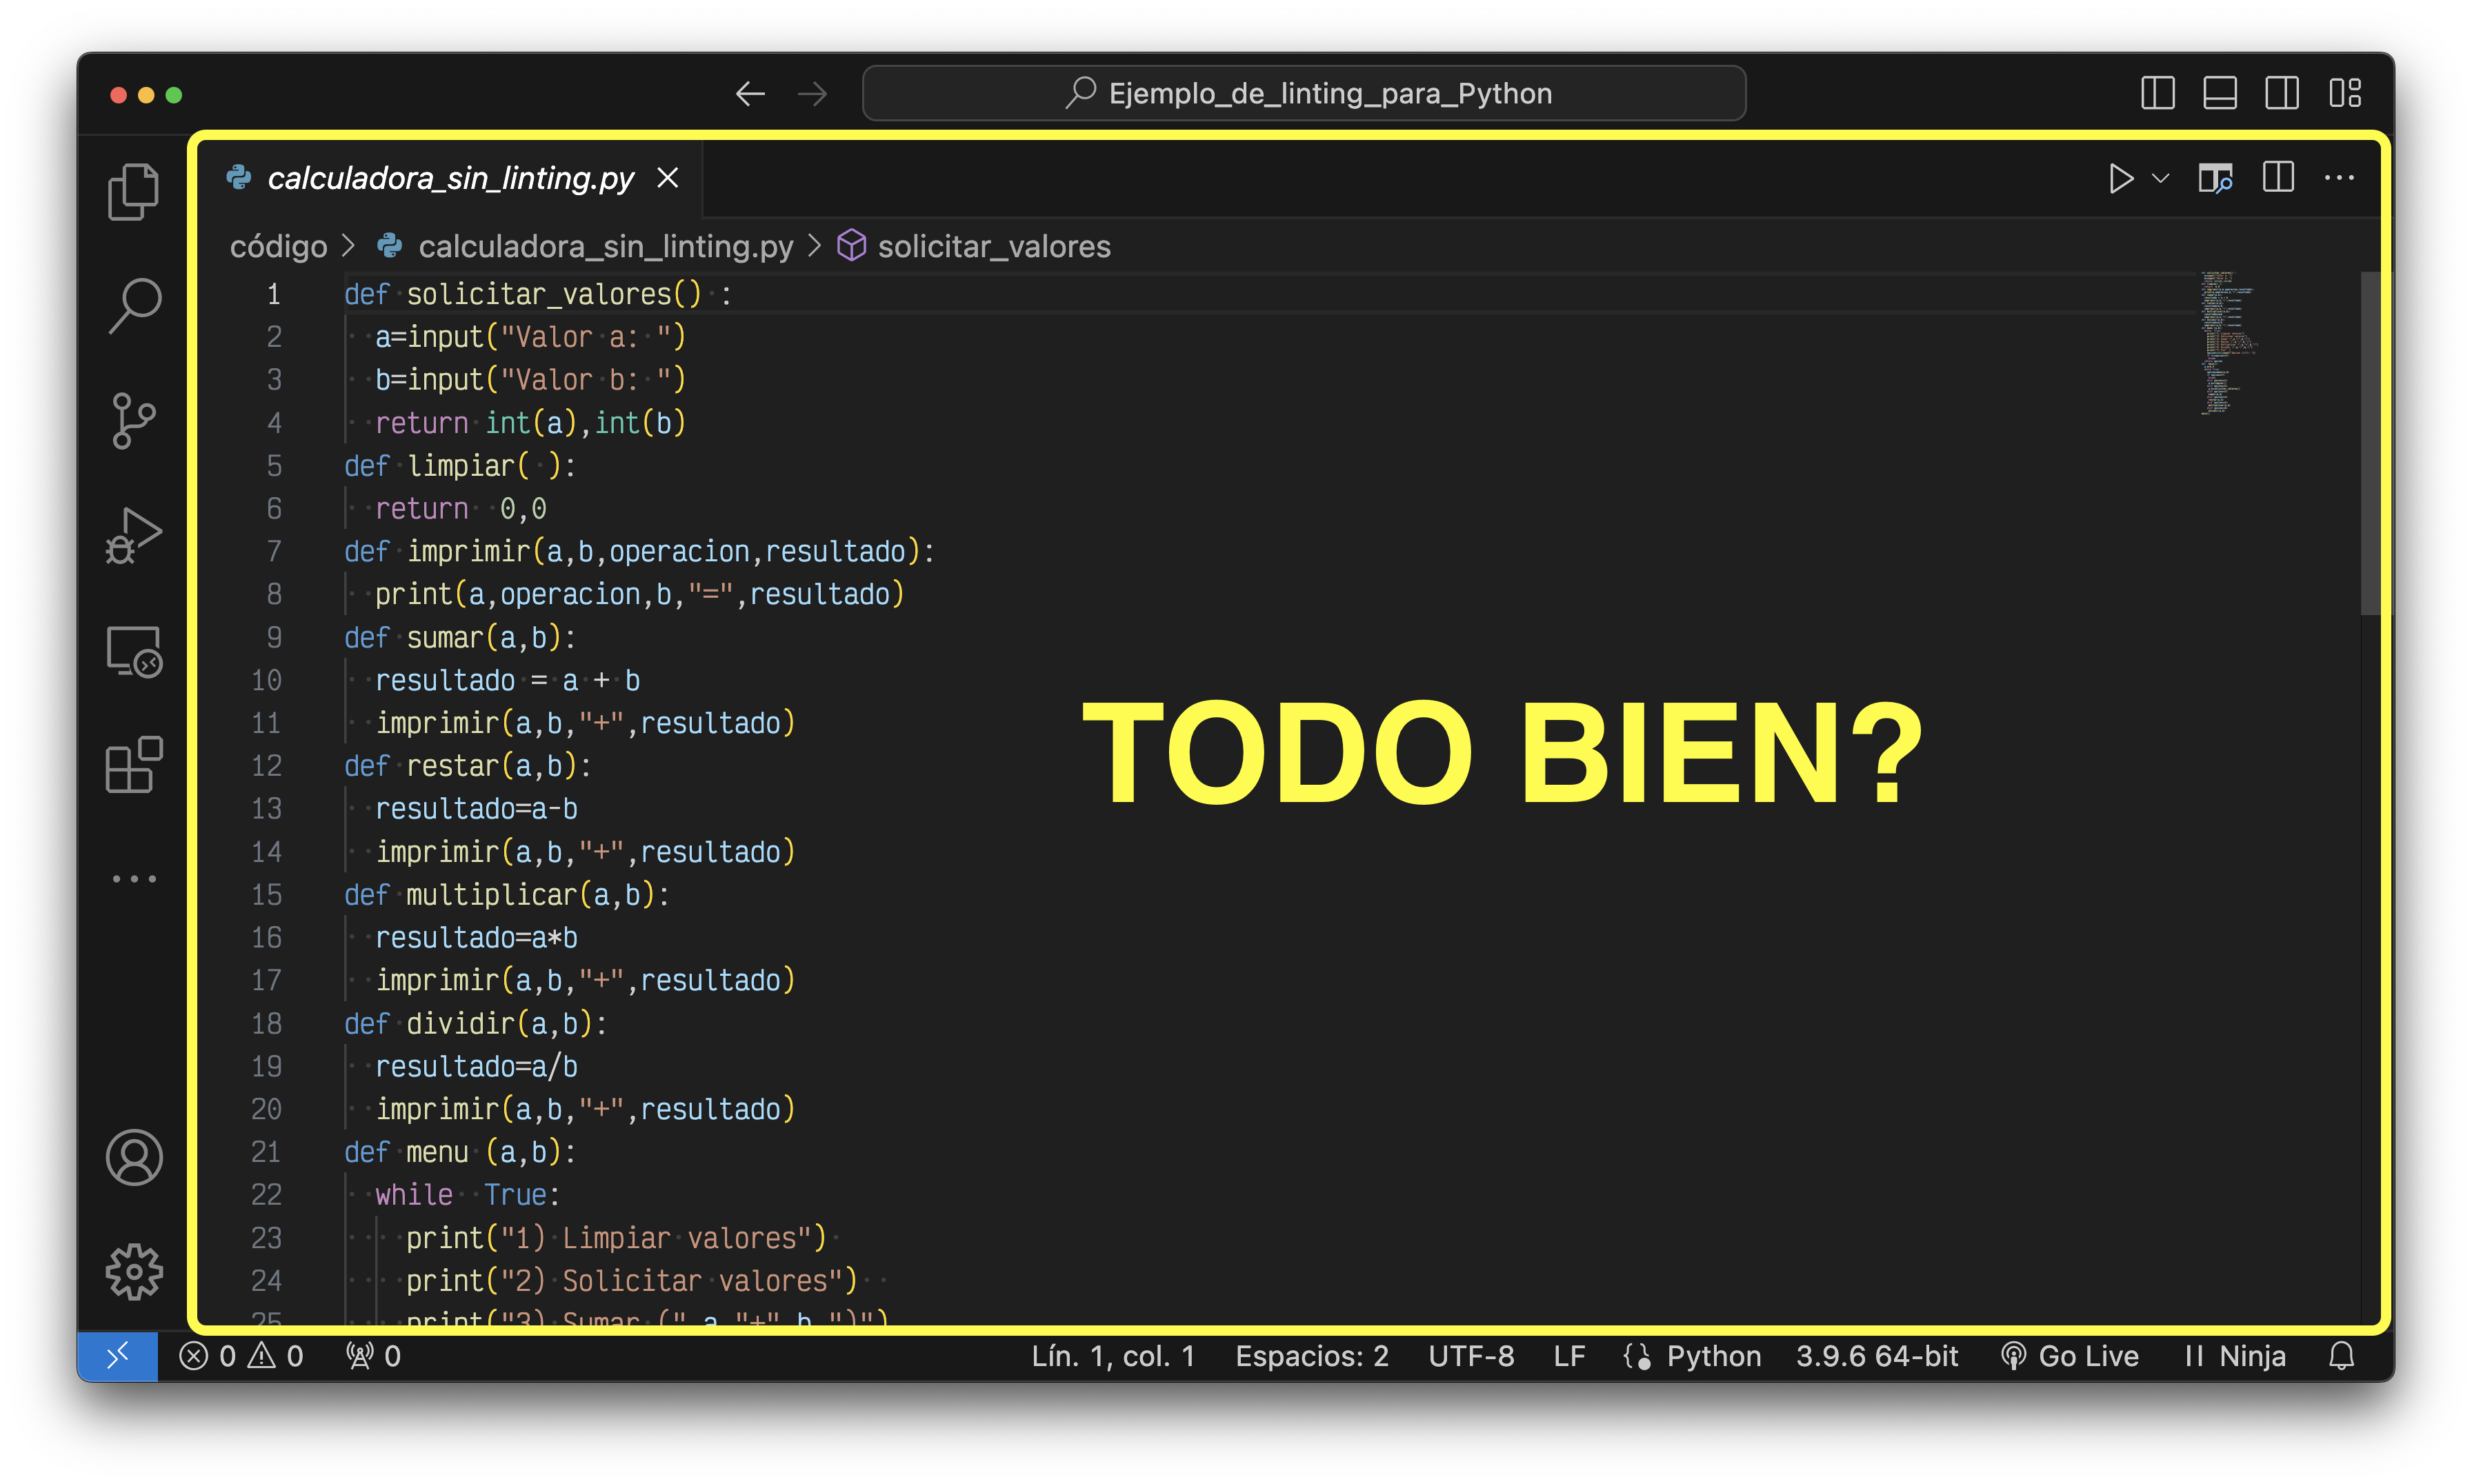 Ejemplo_de_linting_para_Python
calculadora_sin_linting.py
código > calculadora_sin_linting.py > solicitar_valores
1 def solicitar_valores() :
2   a=input("Valor a: ")
3   b=input("Valor b: ")
4   return int(a),int(b)
5 def limpiar( ):
6   return  0,0
7 def imprimir(a,b,operacion,resultado):
8   print(a,operacion,b,"=",resultado)
9 def sumar(a,b):
10   resultado = a + b
11   imprimir(a,b,"+",resultado)
12 def restar(a,b):
13   resultado=a-b
14   imprimir(a,b,"+",resultado)
15 def multiplicar(a,b):
16   resultado=a*b
17   imprimir(a,b,"+",resultado)
18 def dividir(a,b):
19   resultado=a/b
20   imprimir(a,b,"+",resultado)
21 def menu (a,b):
22   while  True:
23     print("1) Limpiar valores")
24     print("2) Solicitar valores")
25     print("3) Sumar (",a,"+",b,")")
TODO BIEN?
0 0 0 Lín. 1, col. 1 Espacios: 2 UTF-8 LF Python 3.9.6 64-bit Go Live Ninja